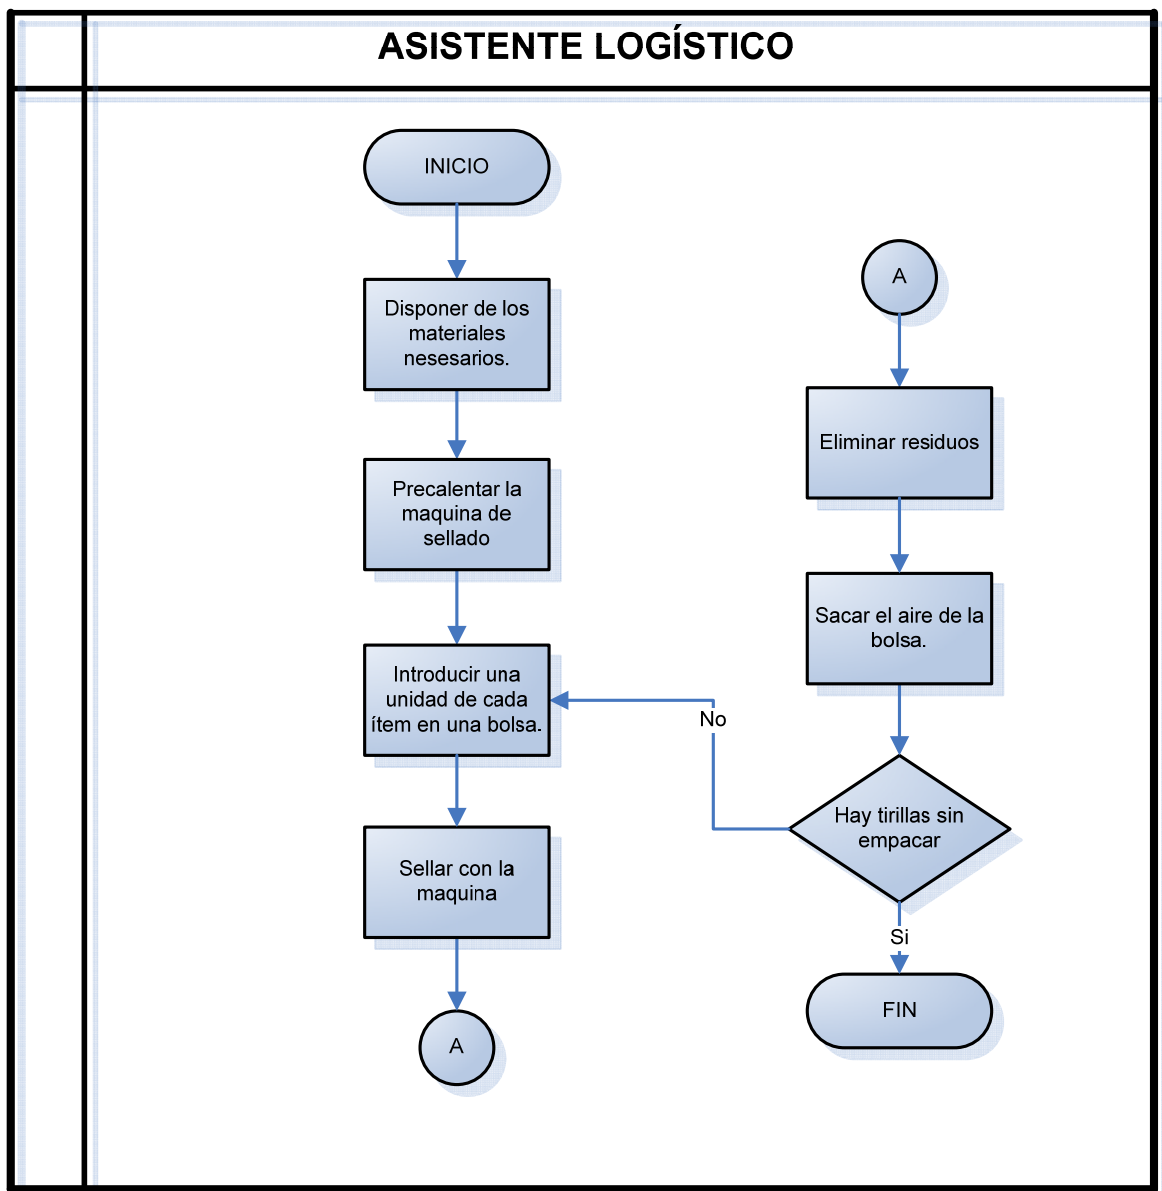 ASISTENTE LOGÍSTICO
INICIO
Disponer de los
materiales
nesesarios.
Precalentar la
maquina de
sellado
Introducir una
unidad de cada
ítem en una bolsa.
Sellar con la
maquina
A
A
Eliminar residuos
Sacar el aire de la
bolsa.
Hay tirillas sin
empacar
No
Si
FIN